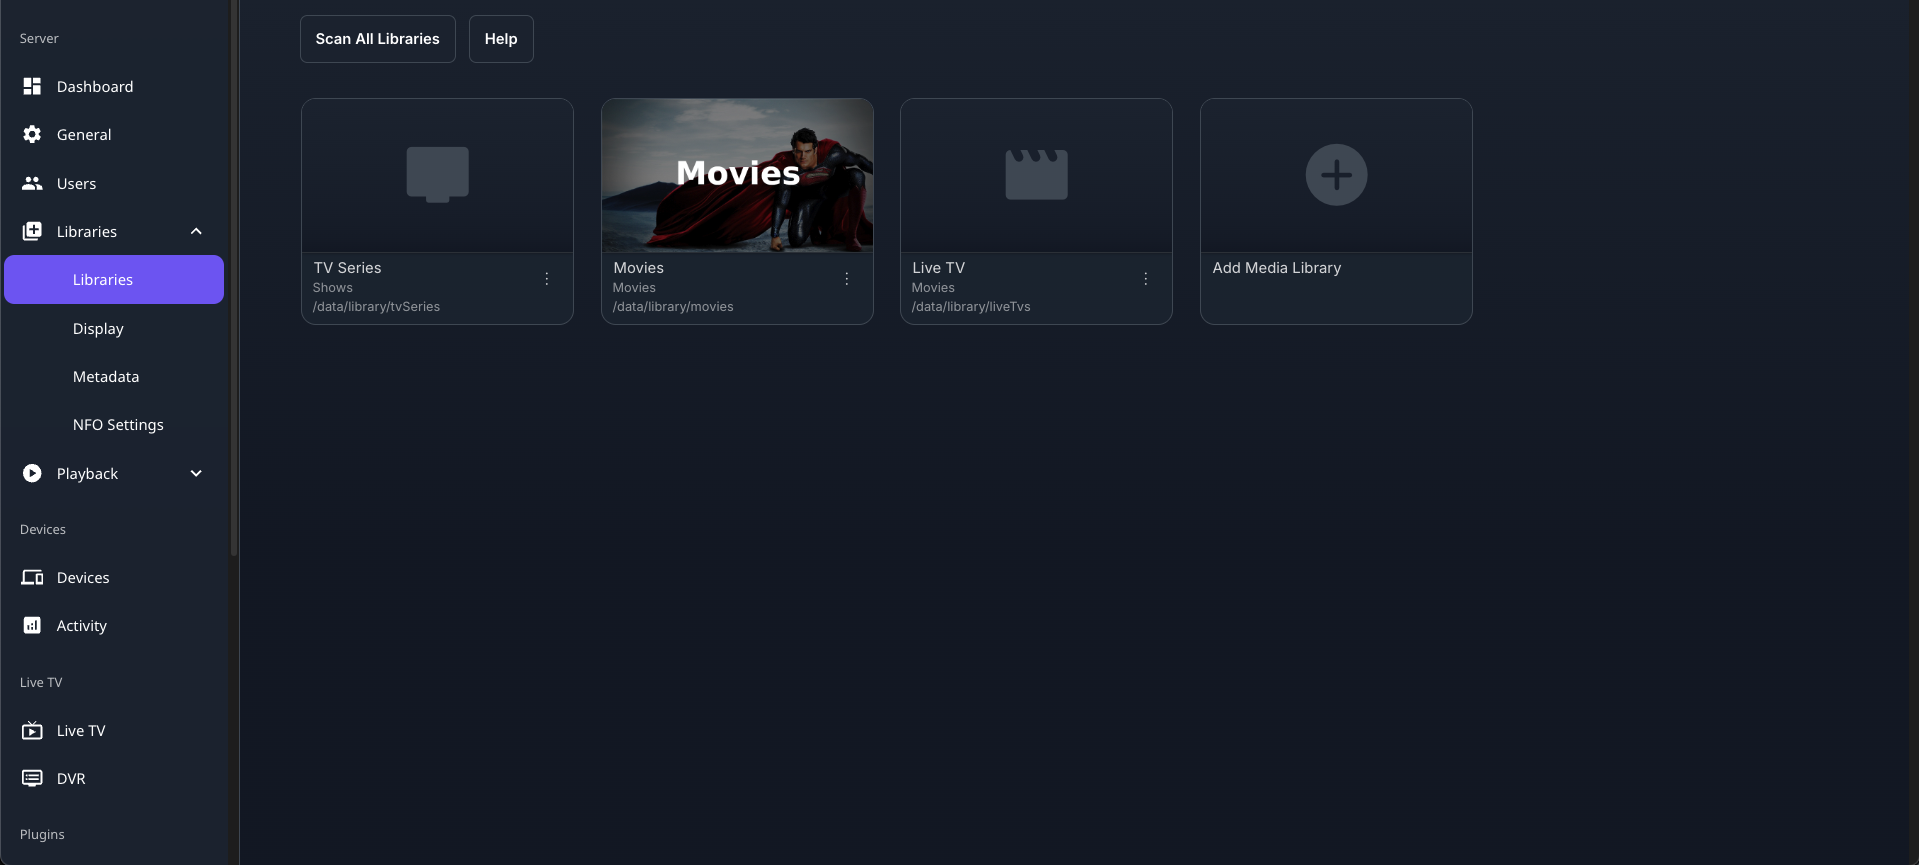 Server
Dashboard
General
Users
Libraries
Libraries
Display
Metadata
NFO Settings
Playback
Devices
Devices
Activity
Live TV
Live TV
DVR
Plugins
Scan All Libraries
Help
Movies
TV Series
Shows
/data/library/tvSeries
Movies
Movies
/data/library/movies
Live TV
Movies
/data/library/liveTvs
Add Media Library